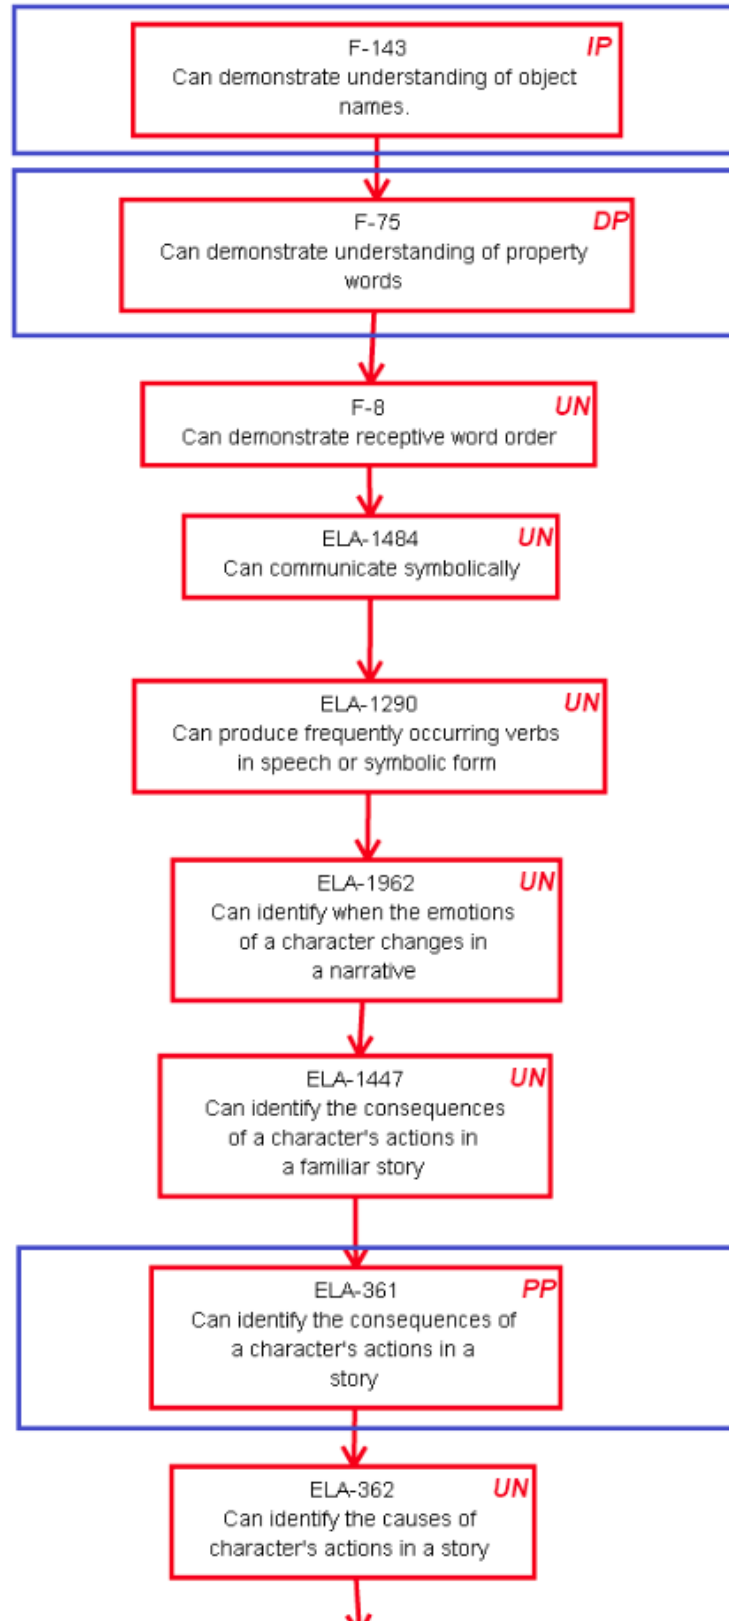 F-143 IP
Can demonstrate understanding of object
names.
F-75 DP
Can demonstrate understanding of property
words
F-8 UN
Can demonstrate receptive word order
ELA-1484 UN
Can communicate symbolically
ELA-1290 UN
Can produce frequently occurring verbs
in speech or symbolic form
ELA-1962 UN
Can identify when the emotions
of a character changes in
a narrative
ELA-1447 UN
Can identify the consequences
of a character's actions in
a familiar story
ELA-361 PP
Can identify the consequences of
a character's actions in a
story
ELA-362 UN
Can identify the causes of
character's actions in a story